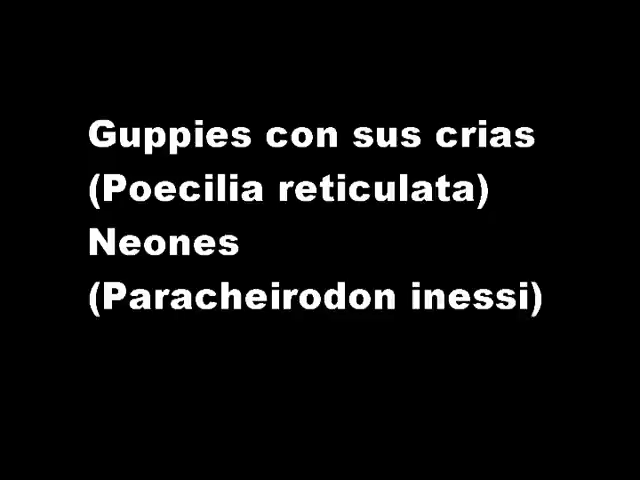 Guppies con sus crias
(Poecilia reticulata)
Neones
(Paracheirodon inessi)